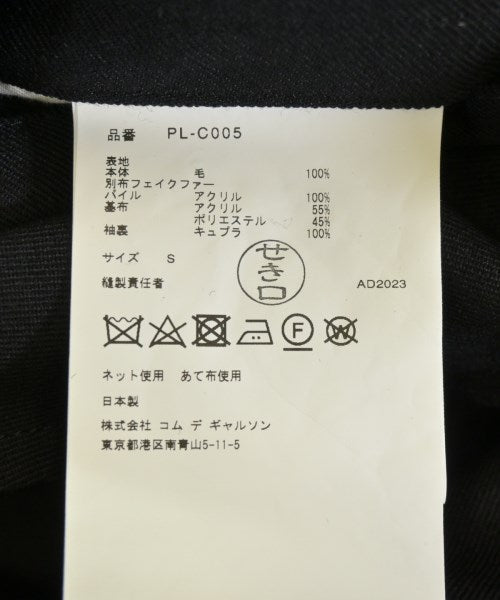 品番 PL-C005
表地
本体 毛 100%
別布フェイクファー
パイル アクリル 100%
基布 アクリル 55%
ポリエステル 45%
袖裏 キュプラ 100%
サイズ S
せき口
縫製責任者 AD2023
F W
ネット使用 あて布使用
日本製
株式会社 コム デ ギャルソン
東京都港区南青山5-11-5